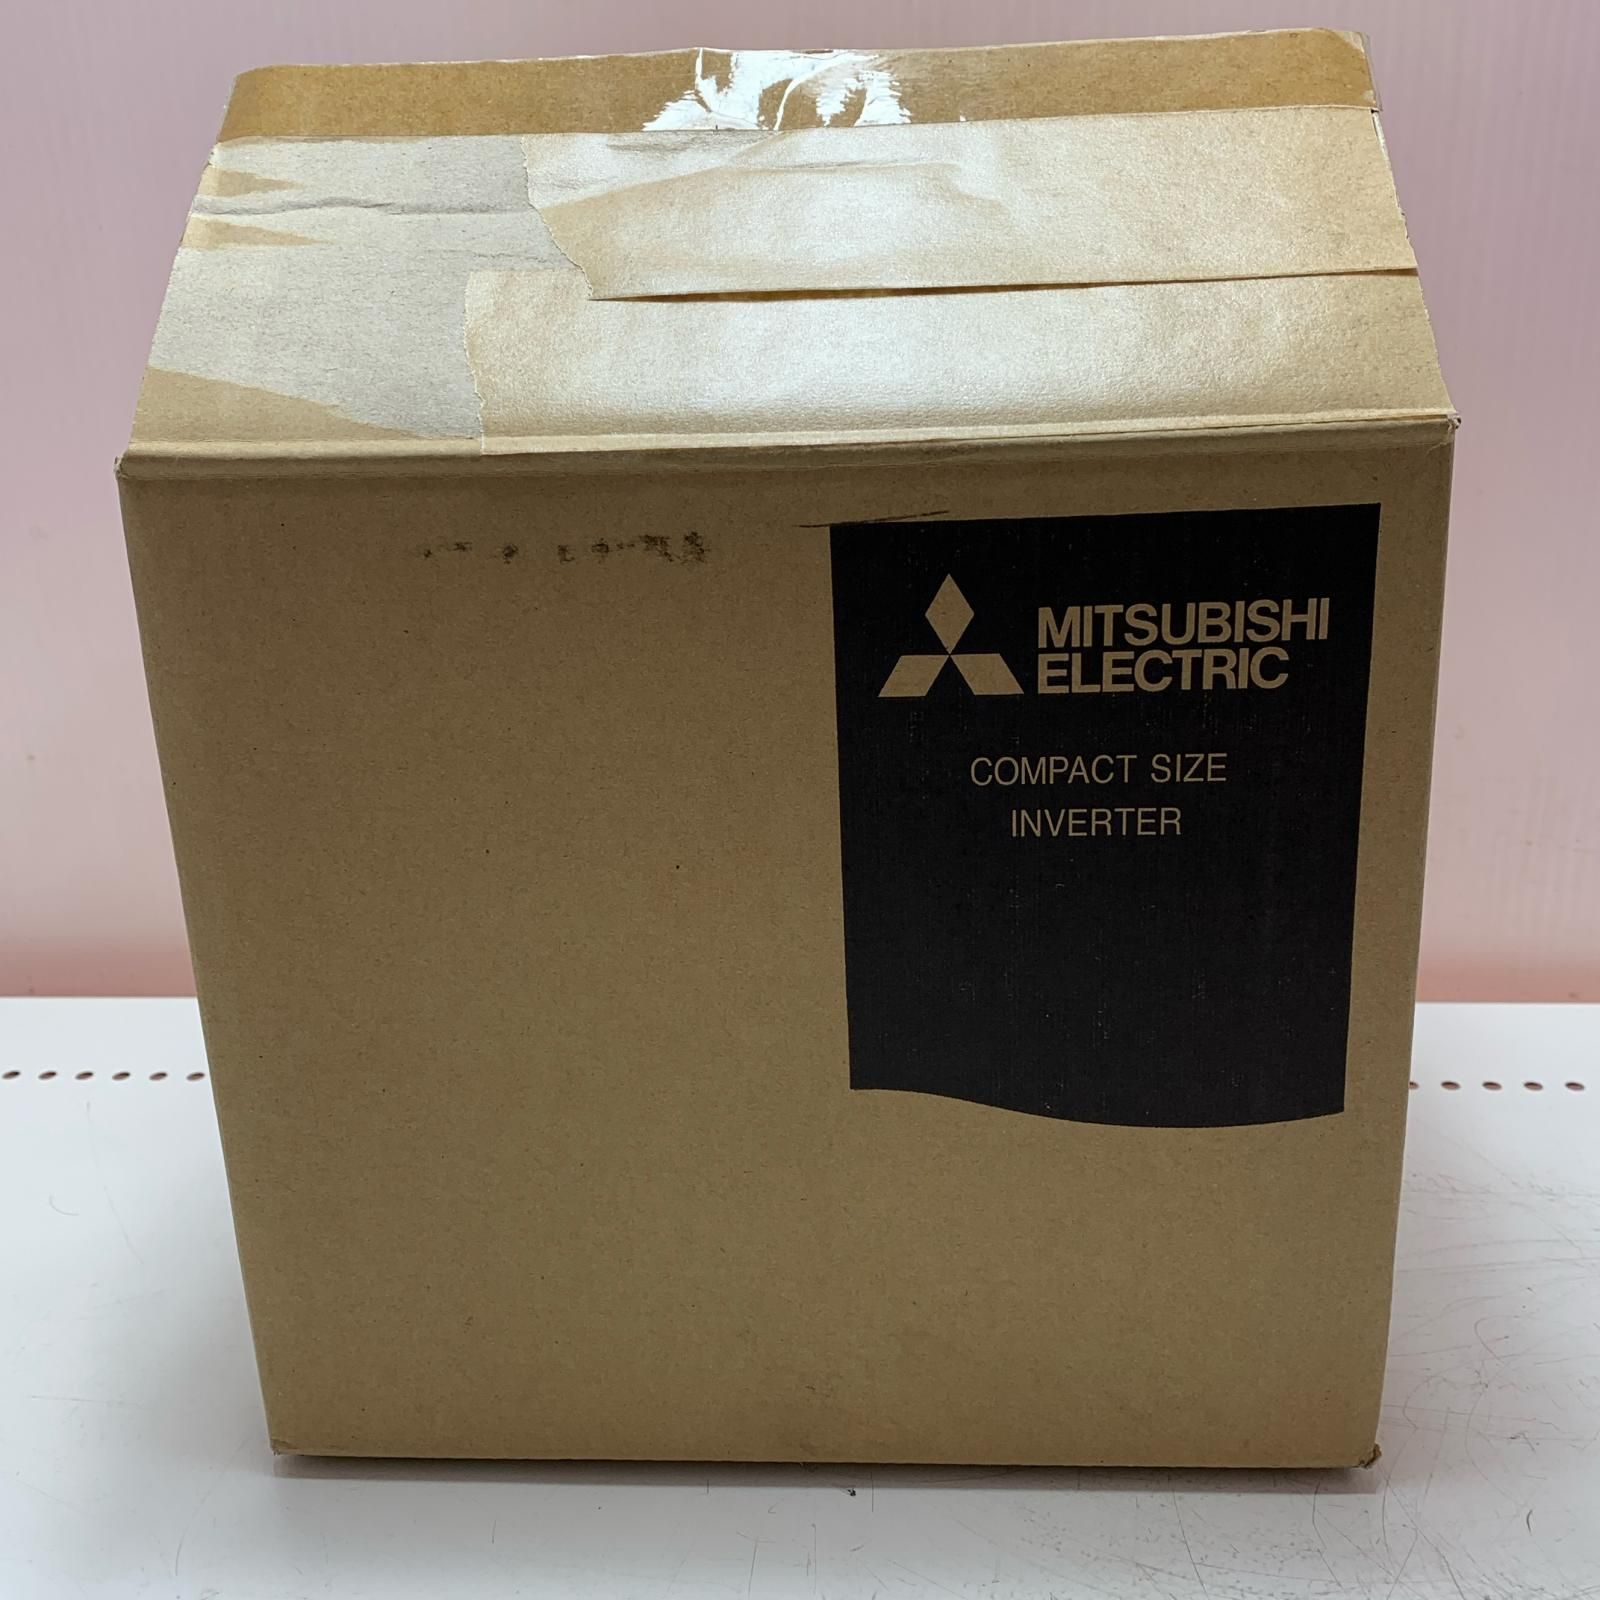 MITSUBISHI
ELECTRIC
COMPACT SIZE
INVERTER